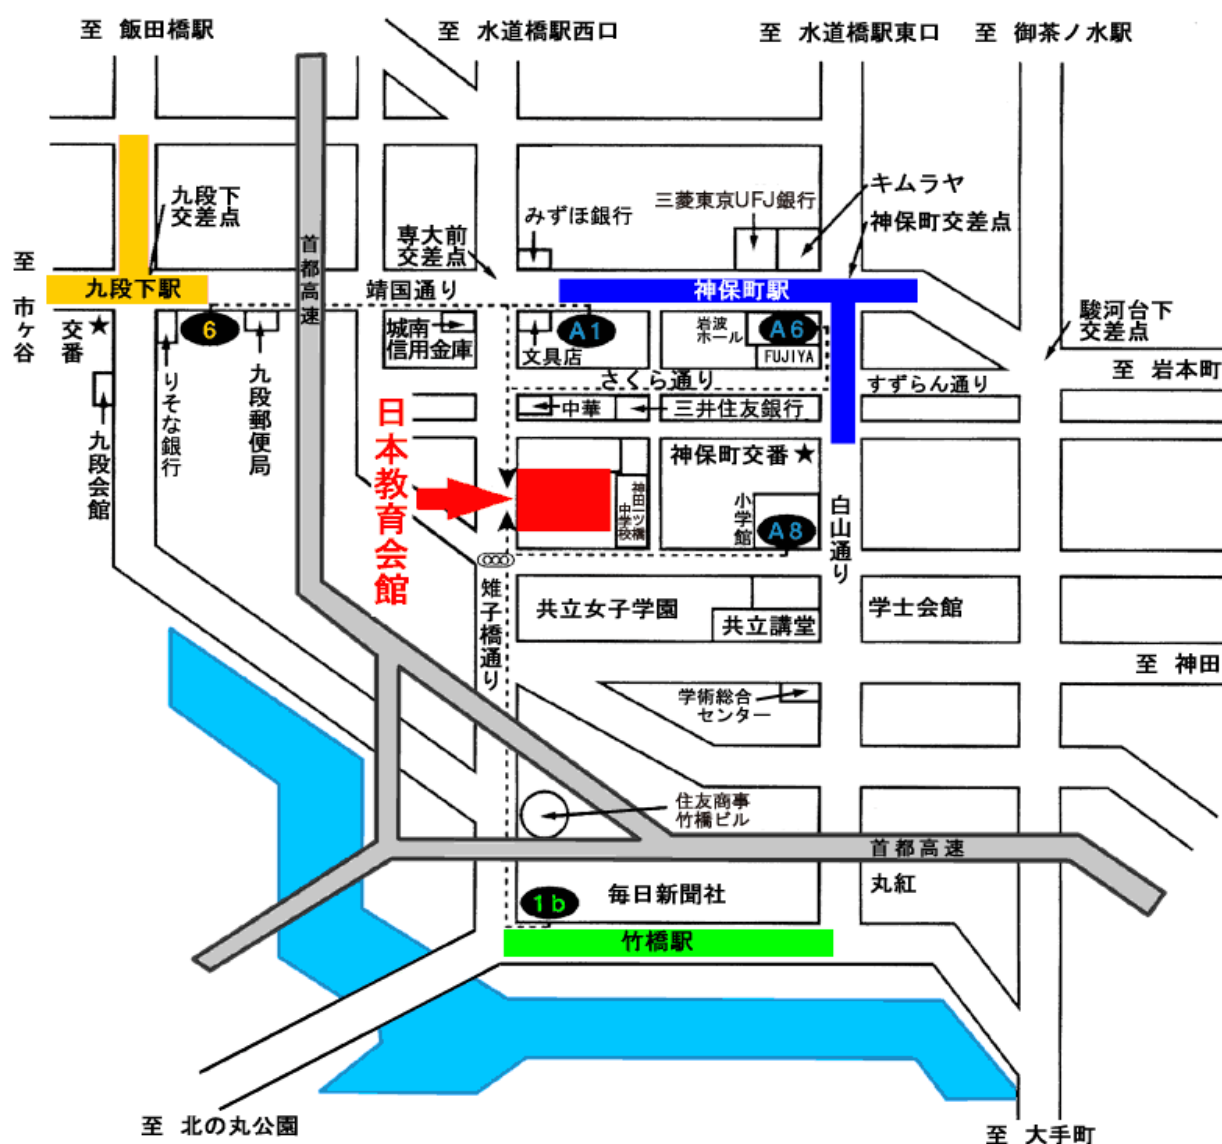 至 飯田橋駅
至 水道橋駅西口
至 水道橋駅東口
至 御茶ノ水駅
九段下
交差点
専大前
交差点
みずほ銀行
三菱東京UFJ銀行
キムラヤ
神保町交差点
至 市ヶ谷
九段下駅
首都高速
靖国通り
神保町駅
駿河台下
交差点
至 岩本町
交番★
りそな銀行
6
九段郵便局
城南
信用金庫
文具店
A1
岩波
ホール
A6
FUJIYA
さくら通り
すずらん通り
九段会館
中華
三井住友銀行
日本教育会館
神田一ツ橋
中学校
神保町交番★
小学館
A8
白山通り
雉子橋通り
共立女子学園
共立講堂
学士会館
至 神田
学術総合
センター
住友商事
竹橋ビル
首都高速
丸紅
毎日新聞社
1b
竹橋駅
至 北の丸公園
至 大手町